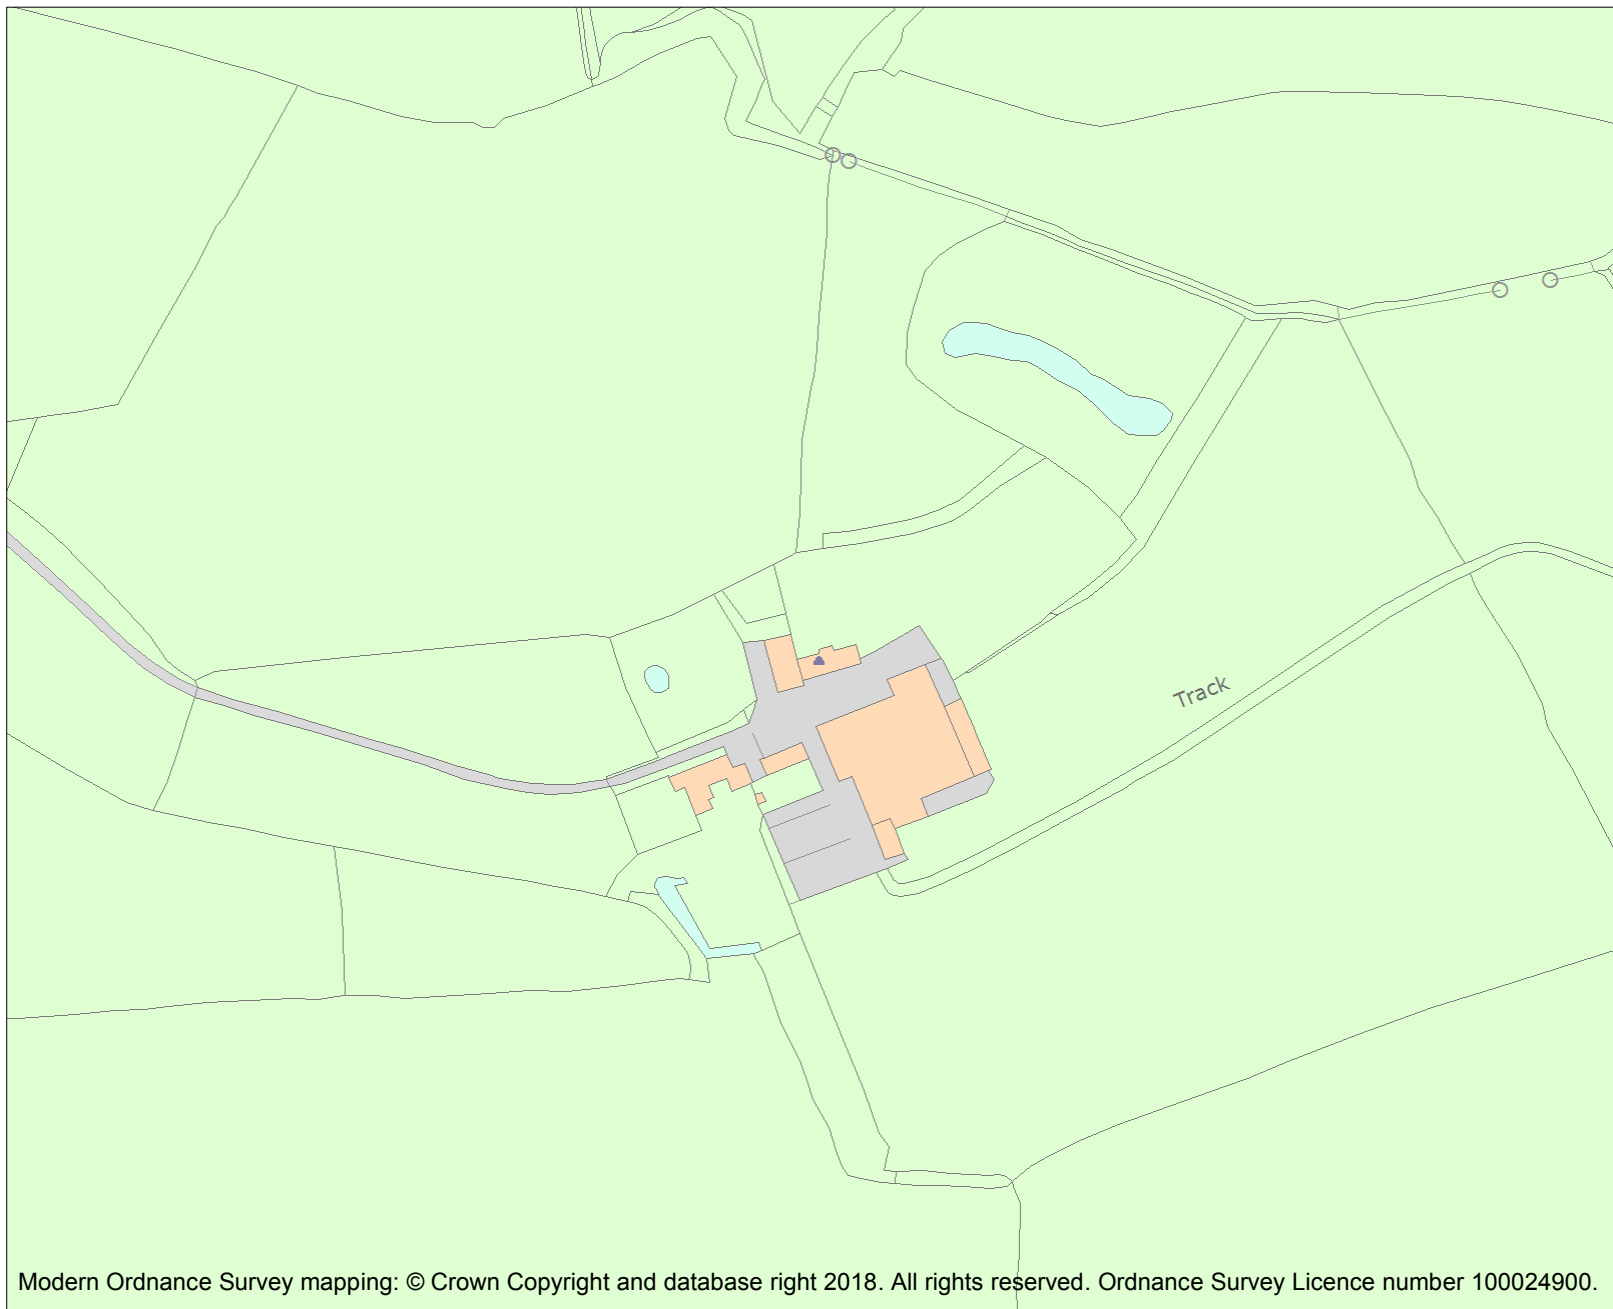 Track
Modern Ordnance Survey mapping: © Crown Copyright and database right 2018. All rights reserved. Ordnance Survey Licence number 100024900.